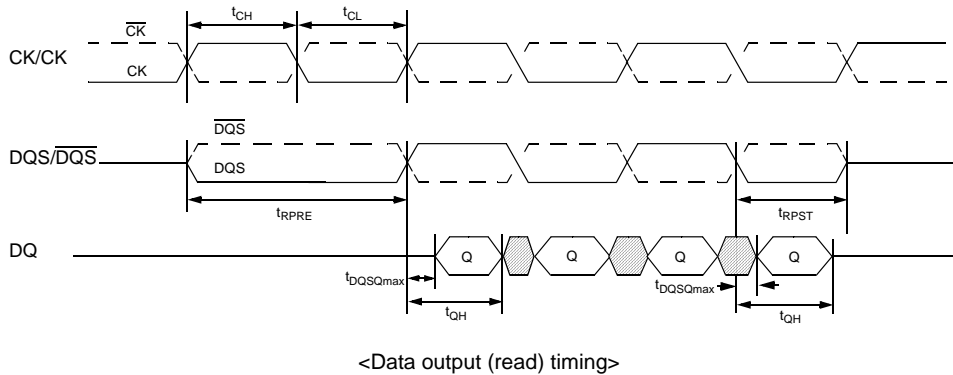 tCH
tCL
CK
CK/CK
CK
DQS
DQS/DQS
DQS
tRPRE
tRPST
DQ
Q
Q
Q
Q
tDQSQmax
tDQSQmax
tQH
tQH
<Data output (read) timing>